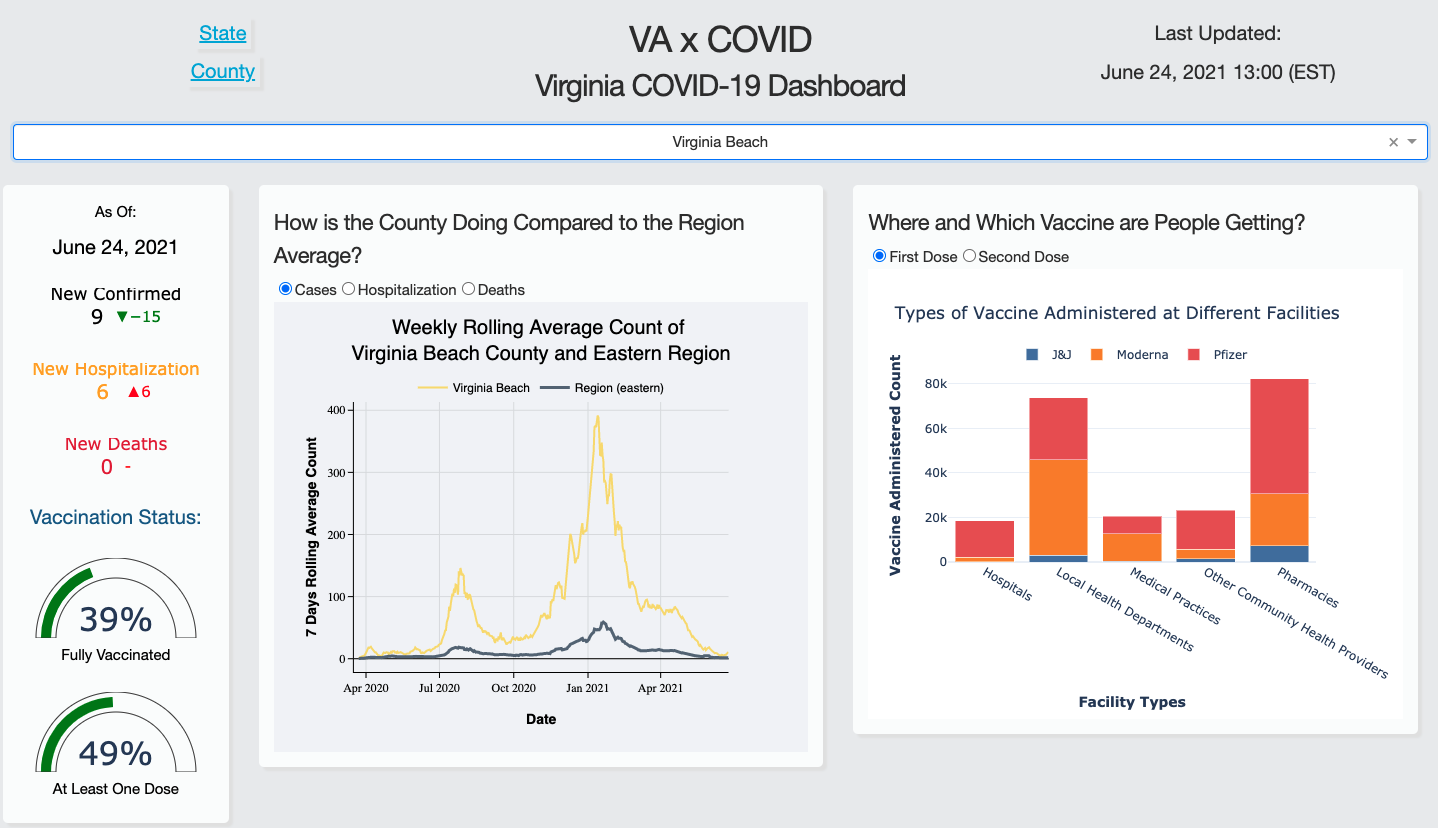 State
County
VA x COVID
Virginia COVID-19 Dashboard
Last Updated:
June 24, 2021 13:00 (EST)
Virginia Beach
As Of:
June 24, 2021
New Confirmed
9 ▼−15
New Hospitalization
6 ▲6
New Deaths
0 -
Vaccination Status:
39%
Fully Vaccinated
49%
At Least One Dose
How is the County Doing Compared to the Region
Average?
Cases Hospitalization Deaths
Weekly Rolling Average Count of
Virginia Beach County and Eastern Region
Virginia Beach Region (eastern)
7 Days Rolling Average Count
400
300
200
100
0
Apr 2020 Jul 2020 Oct 2020 Jan 2021 Apr 2021
Date
Where and Which Vaccine are People Getting?
First Dose Second Dose
Types of Vaccine Administered at Different Facilities
J&J Moderna Pfizer
Vaccine Administered Count
80k
60k
40k
20k
0
Hospitals
Local Health Departments
Medical Practices
Other Community Health Providers
Pharmacies
Facility Types